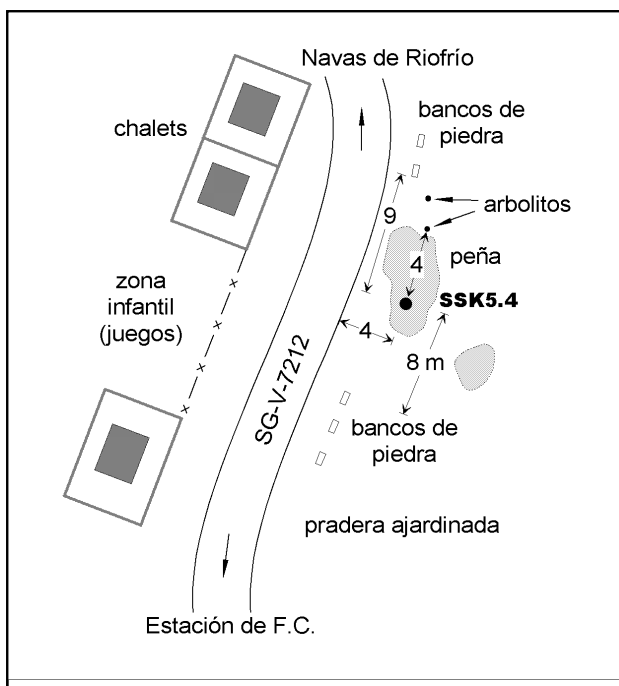 Navas de Riofrío
bancos de
piedra
chalets
arbolitos
9
peña
4
SSK5.4
zona
infantil
(juegos)
4
8 m
SG-V-7212
bancos de
piedra
pradera ajardinada
Estación de F.C.